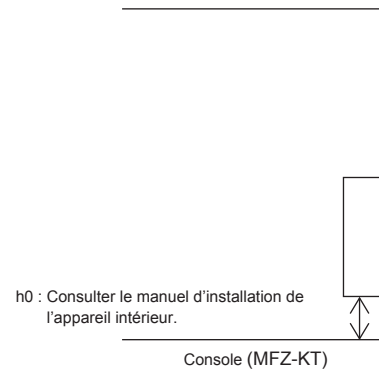 h0 : Consulter le manuel d'installation de
l'appareil intérieur.
Console (MFZ-KT)